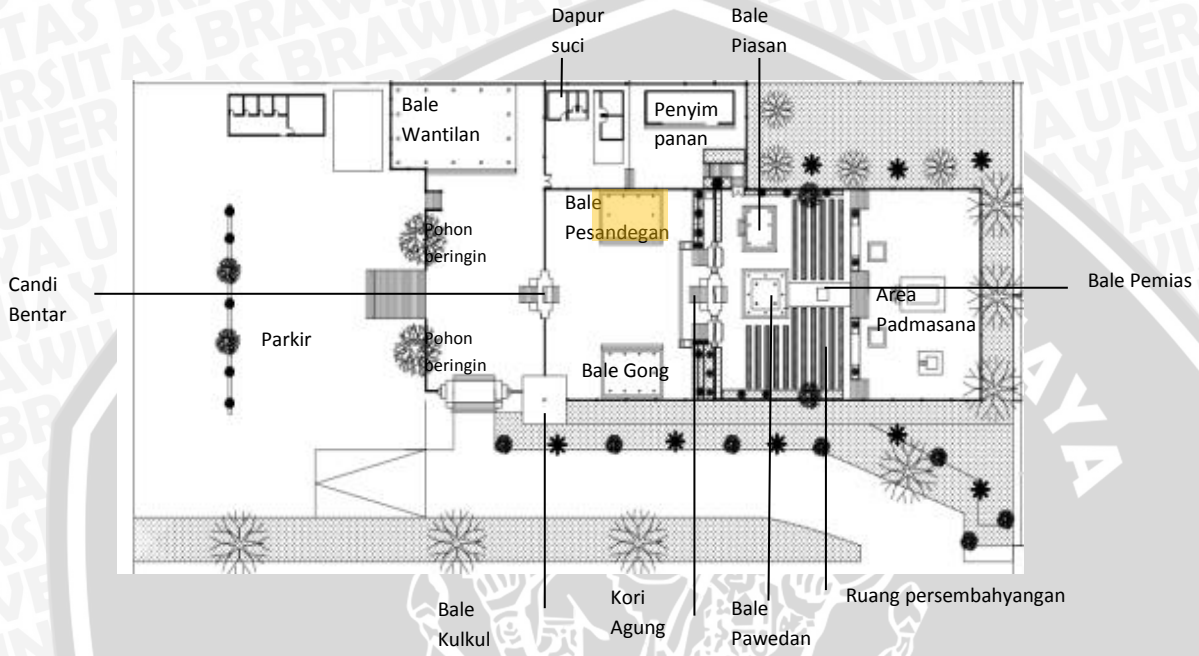 Dapur
suci
Bale
Piasan
Bale
Wantilan
Penyim
panan
Bale
Pesandegan
Pohon
beringin
Candi
Bentar
Bale Pemias
Area
Padmasana
Parkir
Pohon
beringin
Bale Gong
Bale
Kulkul
Kori
Agung
Bale
Pawedan
Ruang persembahyangan